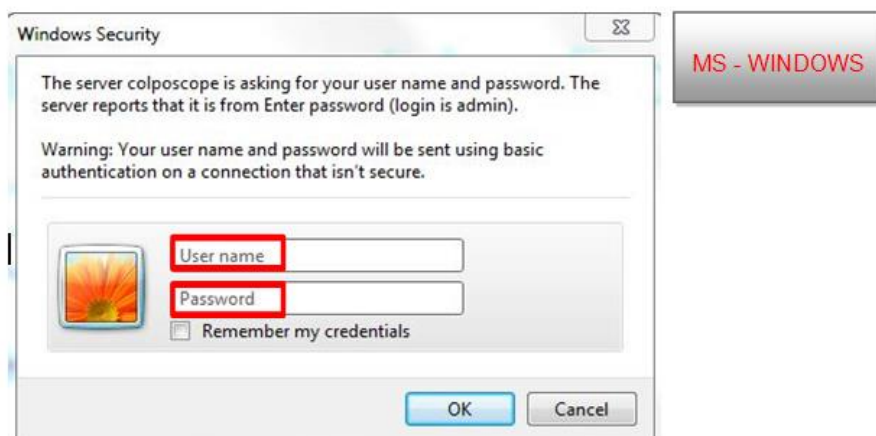 Windows Security
MS - WINDOWS
The server colposcope is asking for your user name and password. The
server reports that it is from Enter password (login is admin).
Warning: Your user name and password will be sent using basic
authentication on a connection that isn't secure.
User name
Password
Remember my credentials
OK
Cancel